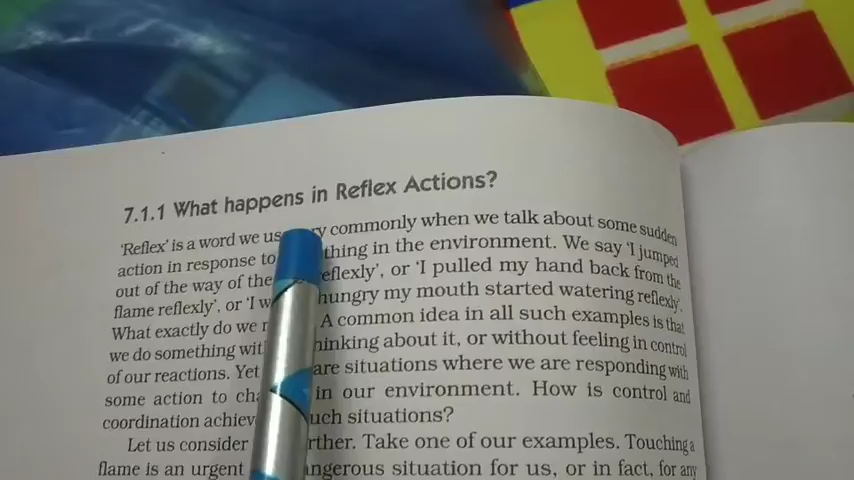 7.1.1 What happens in Reflex Actions?
'Reflex' is a word we us ry commonly when we talk about some sudden
action in response to thing in the environment. We say 'I jumped
out of the way of the eflexly', or 'I pulled my hand back from the
flame reflexly', or 'I w hungry my mouth started watering reflexly'.
What exactly do we A common idea in all such examples is that
we do something wit hinking about it, or without feeling in control
of our reactions. Yet are situations where we are responding with
some action to cha in our environment. How is control and
coordination achiev uch situations?
Let us consider rther. Take one of our examples. Touching a
flame is an urgent angerous situation for us, or in fact, for any